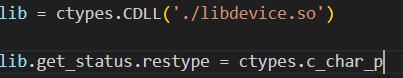 lib = ctypes.CDLL('./libdevice.so')
lib.get_status.restype = ctypes.c_char_p